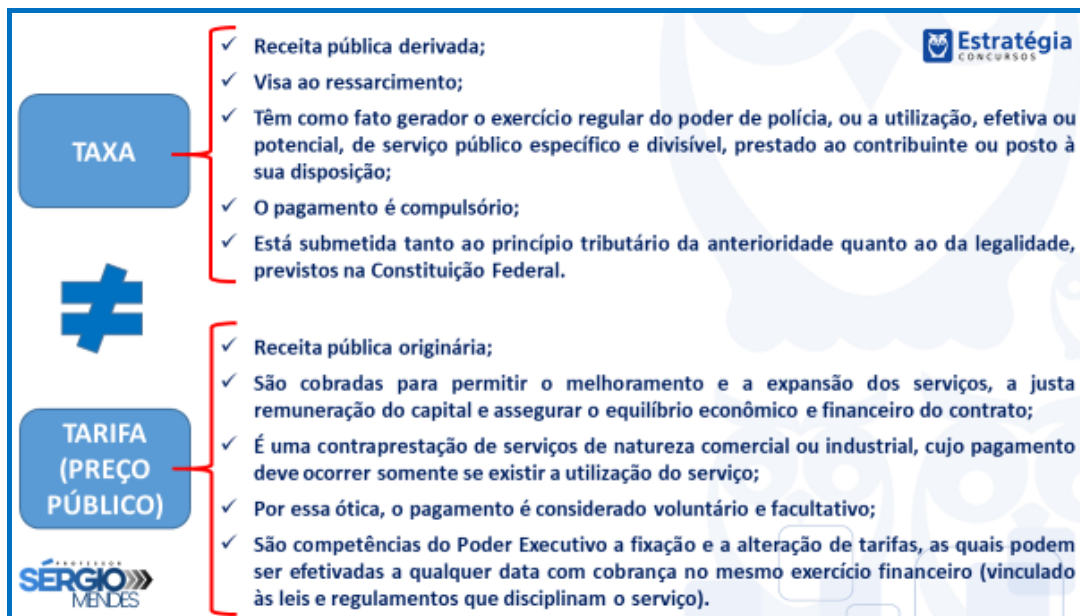 Estratégia
CONCURSOS
TAXA
✓ Receita pública derivada;
✓ Visa ao ressarcimento;
✓ Têm como fato gerador o exercício regular do poder de polícia, ou a utilização, efetiva ou
potencial, de serviço público específico e divisível, prestado ao contribuinte ou posto à
sua disposição;
✓ O pagamento é compulsório;
✓ Está submetida tanto ao princípio tributário da anterioridade quanto ao da legalidade,
previstos na Constituição Federal.
≠
TARIFA
(PREÇO
PÚBLICO)
✓ Receita pública originária;
✓ São cobradas para permitir o melhoramento e a expansão dos serviços, a justa
remuneração do capital e assegurar o equilíbrio econômico e financeiro do contrato;
✓ É uma contraprestação de serviços de natureza comercial ou industrial, cujo pagamento
deve ocorrer somente se existir a utilização do serviço;
✓ Por essa ótica, o pagamento é considerado voluntário e facultativo;
✓ São competências do Poder Executivo a fixação e a alteração de tarifas, as quais podem
ser efetivadas a qualquer data com cobrança no mesmo exercício financeiro (vinculado
às leis e regulamentos que disciplinam o serviço).
PROFESSOR
SÉRGIO
MENDES